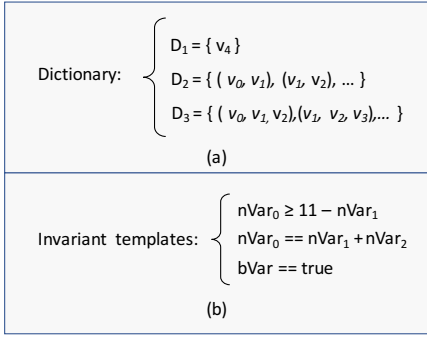 D₁ = { v₄ }
Dictionary: D₂ = { ( v₀, v₁), (v₁, v₂), ... }
D₃ = { ( v₀, v₁, v₂),(v₁, v₂, v₃),... }
(a)
nVar₀ ≥ 11 – nVar₁
Invariant templates: nVar₀ == nVar₁ + nVar₂
bVar == true
(b)